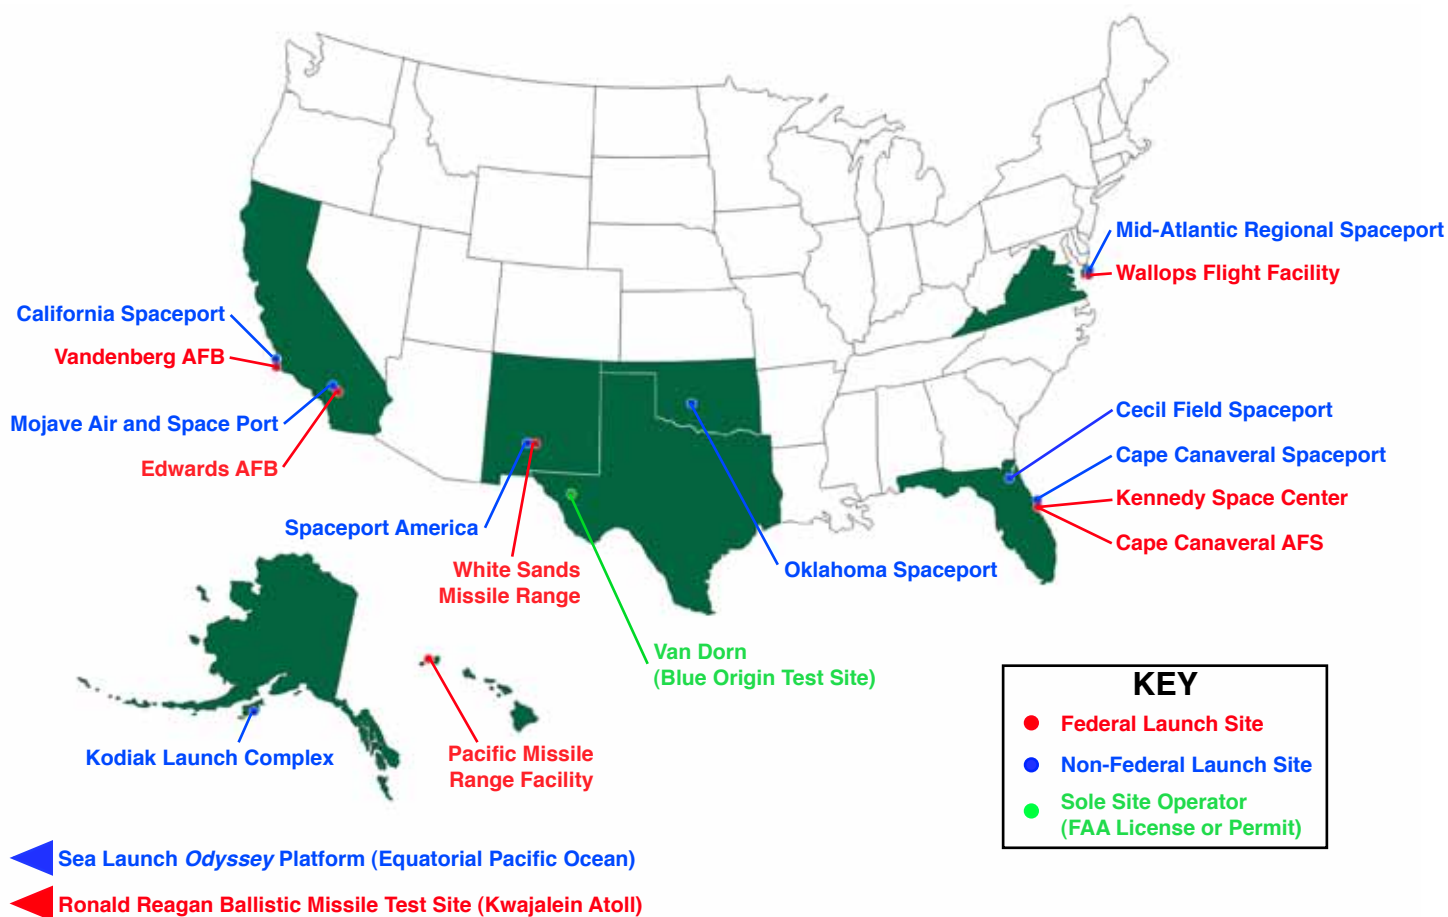 Mid-Atlantic Regional Spaceport
Wallops Flight Facility
California Spaceport
Vandenberg AFB
Mojave Air and Space Port
Edwards AFB
Cecil Field Spaceport
Cape Canaveral Spaceport
Kennedy Space Center
Cape Canaveral AFS
Spaceport America
White Sands
Missile Range
Oklahoma Spaceport
Van Dorn
(Blue Origin Test Site)
Kodiak Launch Complex
Pacific Missile
Range Facility
KEY
Federal Launch Site
Non-Federal Launch Site
Sole Site Operator
(FAA License or Permit)
Sea Launch Odyssey Platform (Equatorial Pacific Ocean)
Ronald Reagan Ballistic Missile Test Site (Kwajalein Atoll)